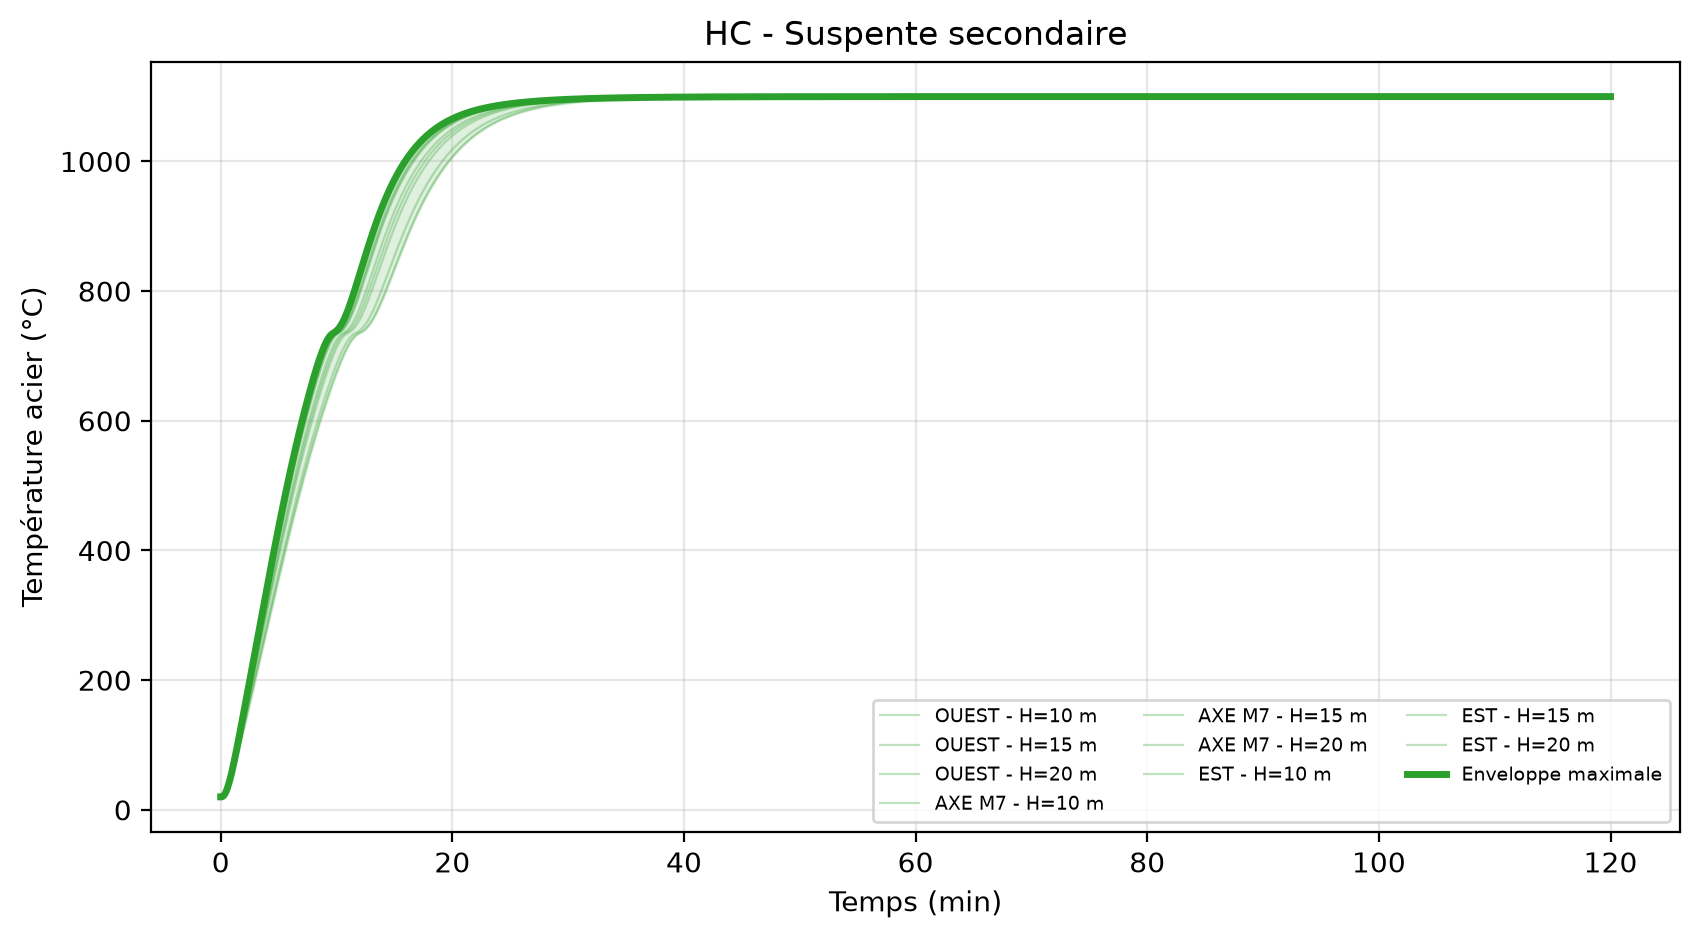 HC - Suspente secondaire
Température acier (°C)
1000
800
600
400
200
0
OUEST - H=10 m
OUEST - H=15 m
OUEST - H=20 m
AXE M7 - H=10 m
AXE M7 - H=15 m
AXE M7 - H=20 m
EST - H=10 m
EST - H=15 m
EST - H=20 m
Enveloppe maximale
0 20 40 60 80 100 120
Temps (min)